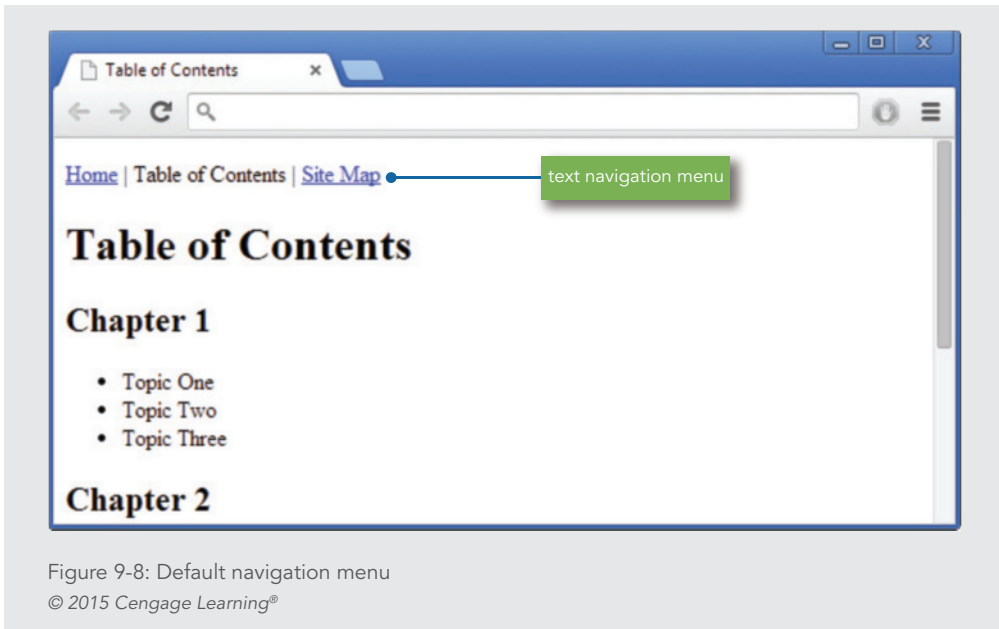 Table of Contents
Home | Table of Contents | Site Map
text navigation menu
Table of Contents
Chapter 1
• Topic One
• Topic Two
• Topic Three
Chapter 2
Figure 9-8: Default navigation menu
© 2015 Cengage Learning®